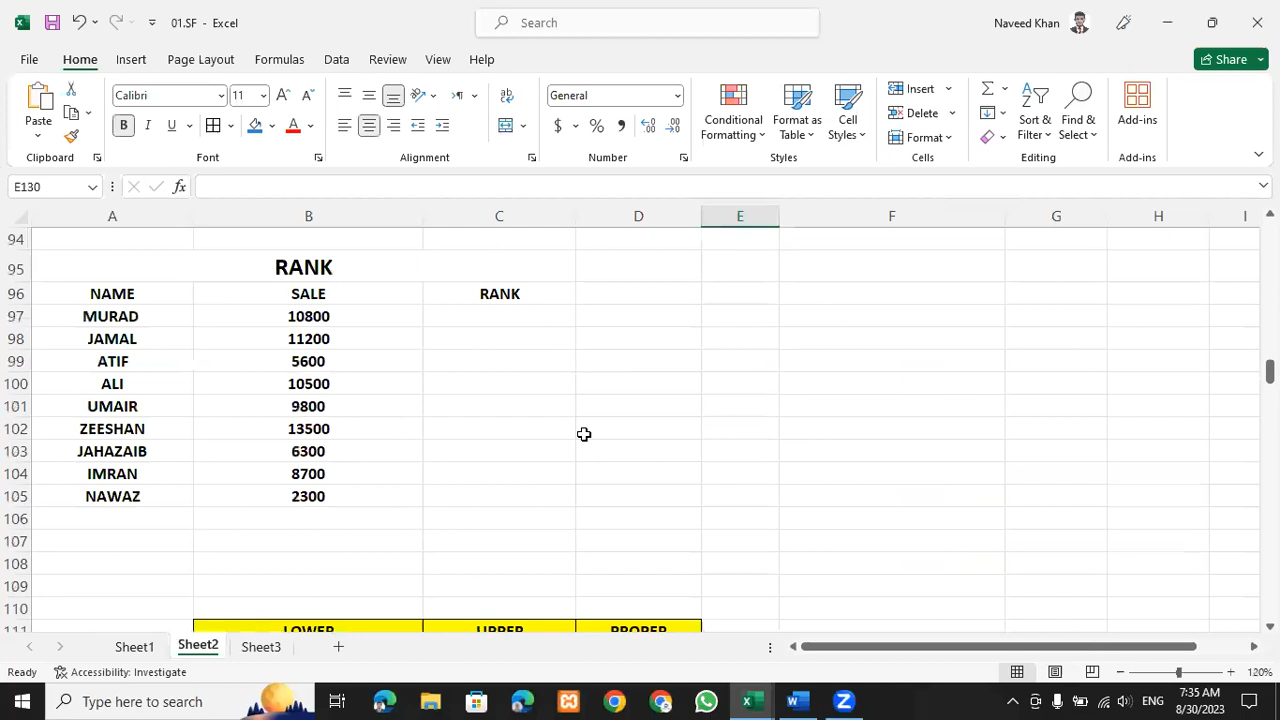 01.SF - Excel
Search
Naveed Khan
File Home Insert Page Layout Formulas Data Review View Help
Share
Paste
Calibri 11
B I U A
General
$ % ,
Conditional Formatting
Format as Table
Cell Styles
Insert
Delete
Format
Sort & Filter
Find & Select
Add-ins
Clipboard Font Alignment Number Styles Cells Editing Add-ins
E130 fx
A B C D E F G H I
94
95 RANK
96 NAME SALE RANK
97 MURAD 10800
98 JAMAL 11200
99 ATIF 5600
100 ALI 10500
101 UMAIR 9800
102 ZEESHAN 13500
103 JAHAZAIB 6300
104 IMRAN 8700
105 NAWAZ 2300
106
107
108
109
110
111 LOWER UPPER PROPER
Sheet1 Sheet2 Sheet3
Ready Accessibility: Investigate 120%
Type here to search
ENG
7:35 AM
8/30/2023